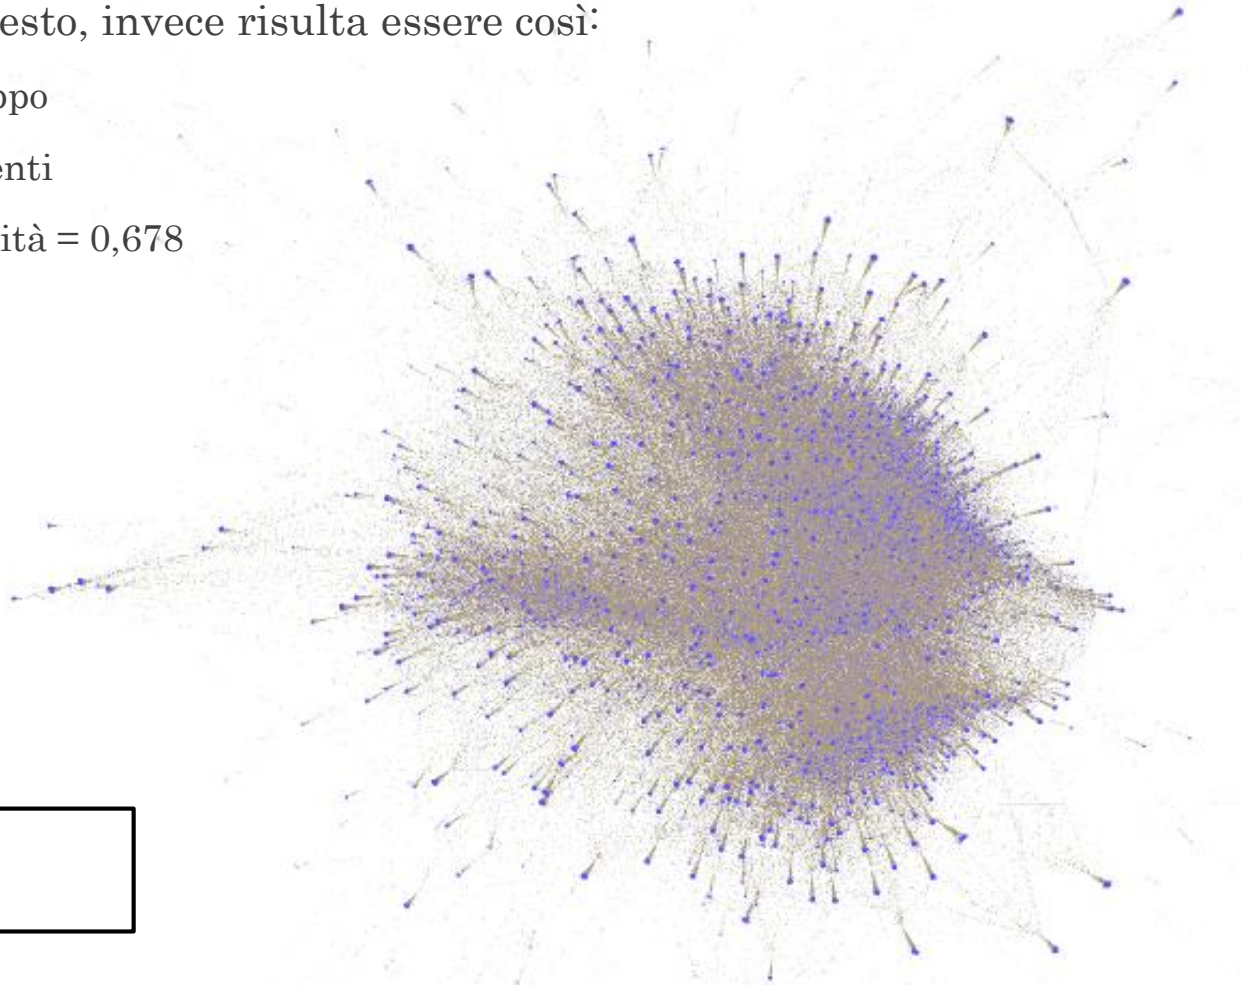 esto, invece risulta essere così:
ppo
enti
ità = 0,678